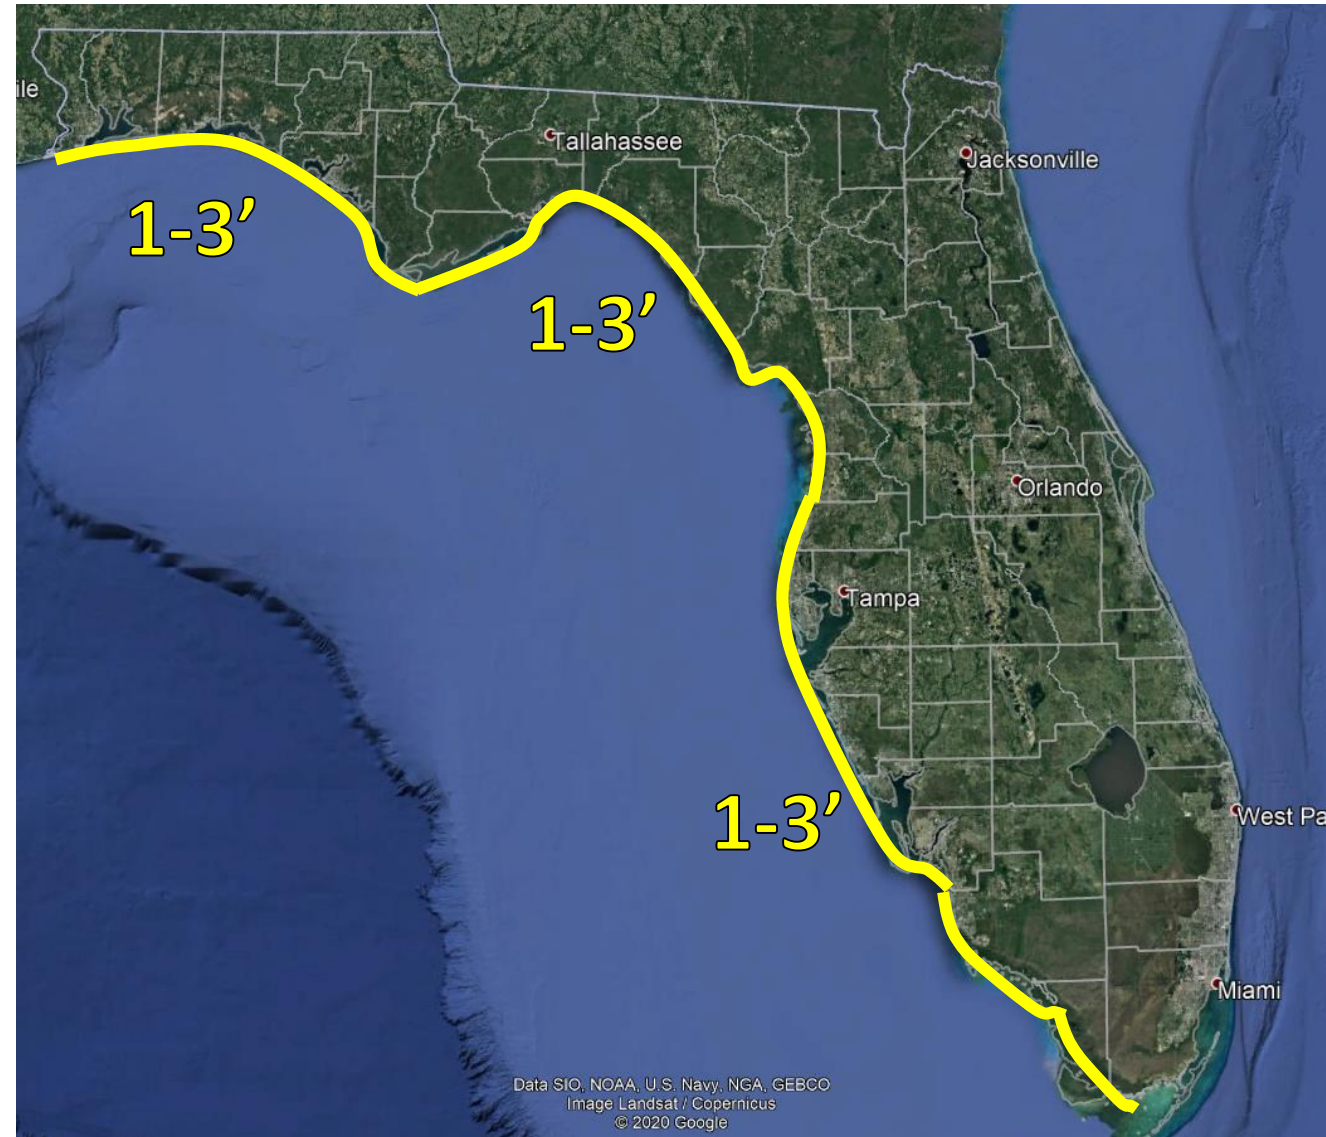 ile
Tallahassee
Jacksonville
1-3’
1-3’
Orlando
Tampa
1-3’
West Pa
Miami
Data SIO, NOAA, U.S. Navy, NGA, GEBCO
Image Landsat / Copernicus
© 2020 Google